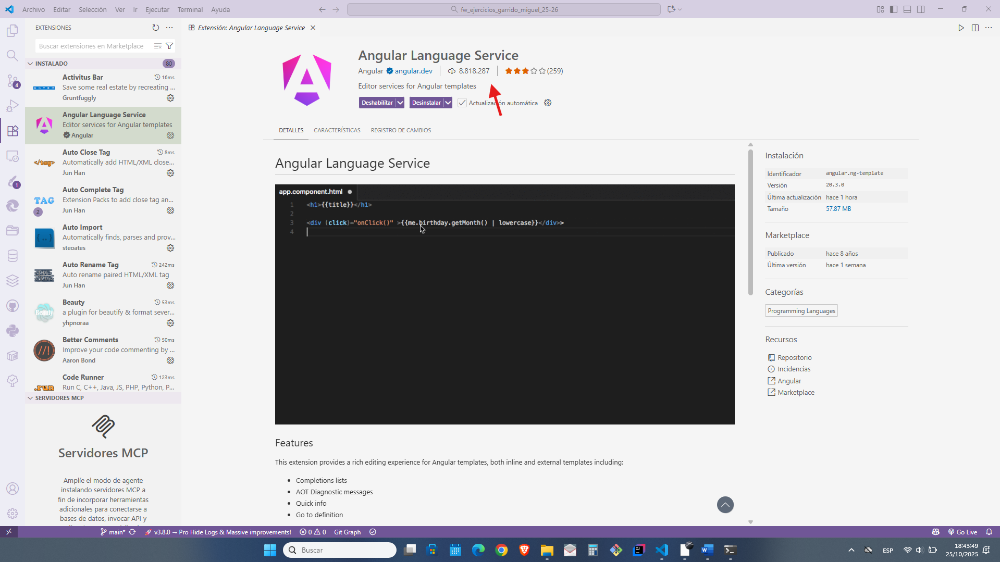 Archivo Editar Selección Ver Ir Ejecutar Terminal Ayuda
fw_ejercicios_garrido_miguel_25-26
EXTENSIONES
Buscar extensiones en Marketplace
INSTALADO 80
Activitus Bar 16ms
Save some real estate by recreating ...
Gruntfuggly
Angular Language Service
Editor services for Angular templates
Angular
Auto Close Tag 8ms
</tag>
Automatically add HTML/XML close...
Jun Han
Auto Complete Tag
TAG
Extension Packs to add close tag an...
2
Jun Han
Auto Import
{..}
Automatically finds, parses and prov...
steoates
Auto Rename Tag 242ms
Auto rename paired HTML/XML tag
Jun Han
Beauty 53ms
Beauty
a plugin for beautify & format sever...
yhpnoraa
Better Comments 50ms
//!
Improve your code commenting by ...
Aaron Bond
Code Runner 123ms
.run
Run C, C++, Java, JS, PHP, Python, P...
4
1
SERVIDORES MCP
Servidores MCP
Amplíe el modo de agente
instalando servidores MCP a
fin de incorporar herramientas
adicionales para conectarse a
bases de datos, invocar API y
Extensión: Angular Language Service
Angular Language Service
Angular angular.dev 8.818.287 (259)
Editor services for Angular templates
Deshabilitar Desinstalar Actualización automática
DETALLES CARACTERÍSTICAS REGISTRO DE CAMBIOS
Angular Language Service
app.component.html
1 <h1>{{title}}</h1>
2
3 <div (click)="onClick()" >{{me.birthday.getMonth() | lowercase}}</div>>
4
Features
This extension provides a rich editing experience for Angular templates, both inline and external templates including:
• Completions lists
• AOT Diagnostic messages
• Quick info
• Go to definition
Instalación
Identificador angular.ng-template
Versión 20.3.0
Última actualización hace 1 hora
Tamaño 57.87 MB
Marketplace
Publicado hace 8 años
Última versión hace 1 semana
Categorías
Programming Languages
Recursos
Repositorio
Incidencias
Angular
Marketplace
main* v3.8.0 → Pro Hide Logs & Massive improvements! 0 0 Git Graph Go Live
Buscar
ESP
18:43:49
25/10/2025